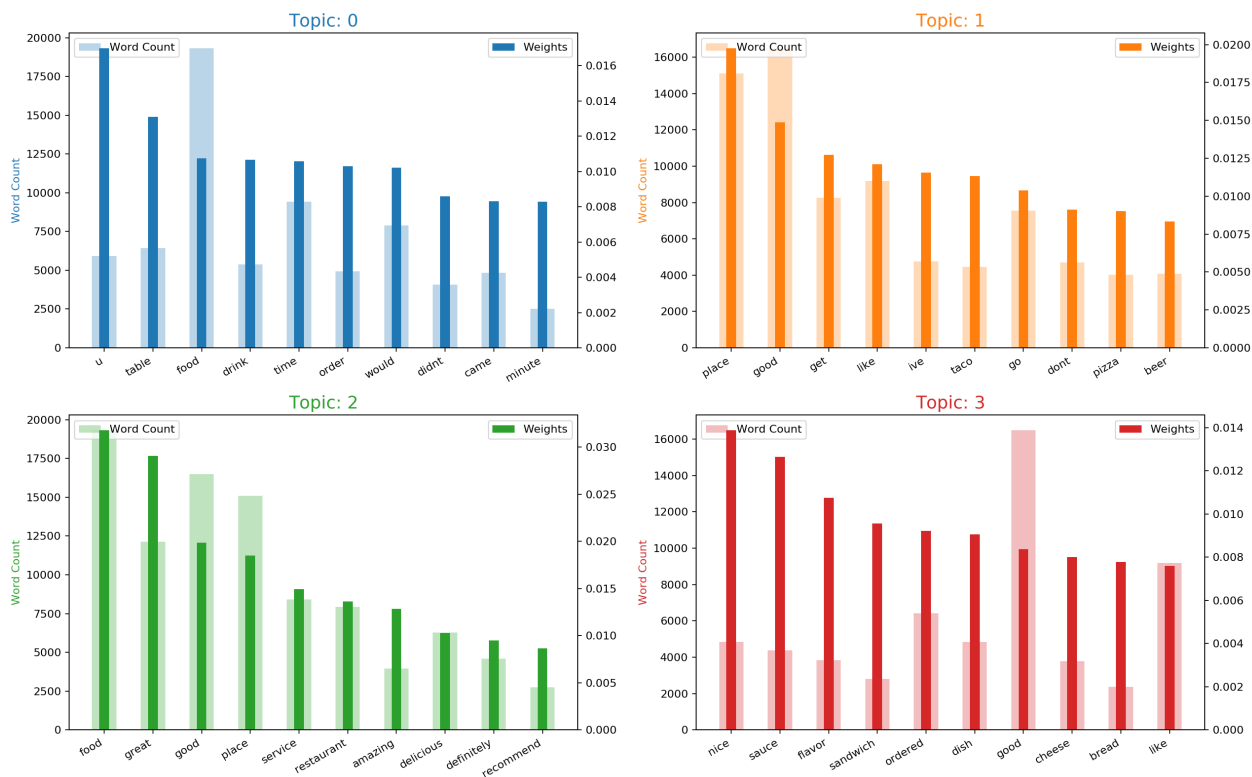 Topic: 0
Word Count
Weights
20000
17500
15000
12500
10000
7500
5000
2500
0
Word Count
0.016
0.014
0.012
0.010
0.008
0.006
0.004
0.002
0.000
u
table
food
drink
time
order
would
didnt
came
minute
Topic: 1
Word Count
Weights
16000
14000
12000
10000
8000
6000
4000
2000
0
Word Count
0.0200
0.0175
0.0150
0.0125
0.0100
0.0075
0.0050
0.0025
0.0000
place
good
get
like
ive
taco
go
dont
pizza
beer
Topic: 2
Word Count
Weights
20000
17500
15000
12500
10000
7500
5000
2500
0
Word Count
0.030
0.025
0.020
0.015
0.010
0.005
0.000
food
great
good
place
service
restaurant
amazing
delicious
definitely
recommend
Topic: 3
Word Count
Weights
16000
14000
12000
10000
8000
6000
4000
2000
0
Word Count
0.014
0.012
0.010
0.008
0.006
0.004
0.002
0.000
nice
sauce
flavor
sandwich
ordered
dish
good
cheese
bread
like